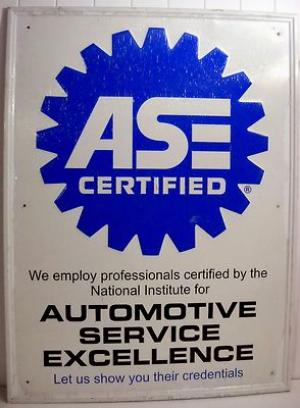 ASE
CERTIFIED ®
We employ professionals certified by the
National Institute for
AUTOMOTIVE
SERVICE
EXCELLENCE
Let us show you their credentials